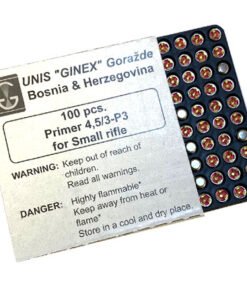 UNIS "GINEX" Goražde
Bosnia & Herzegovina
100 pcs.
Primer 4,5/3-P3
for Small rifle
WARNING: Keep out of reach of
children.
Read all warnings.
DANGER: Highly flammable*
Keep away from heat or
flame*
Store in a cool and dry place.